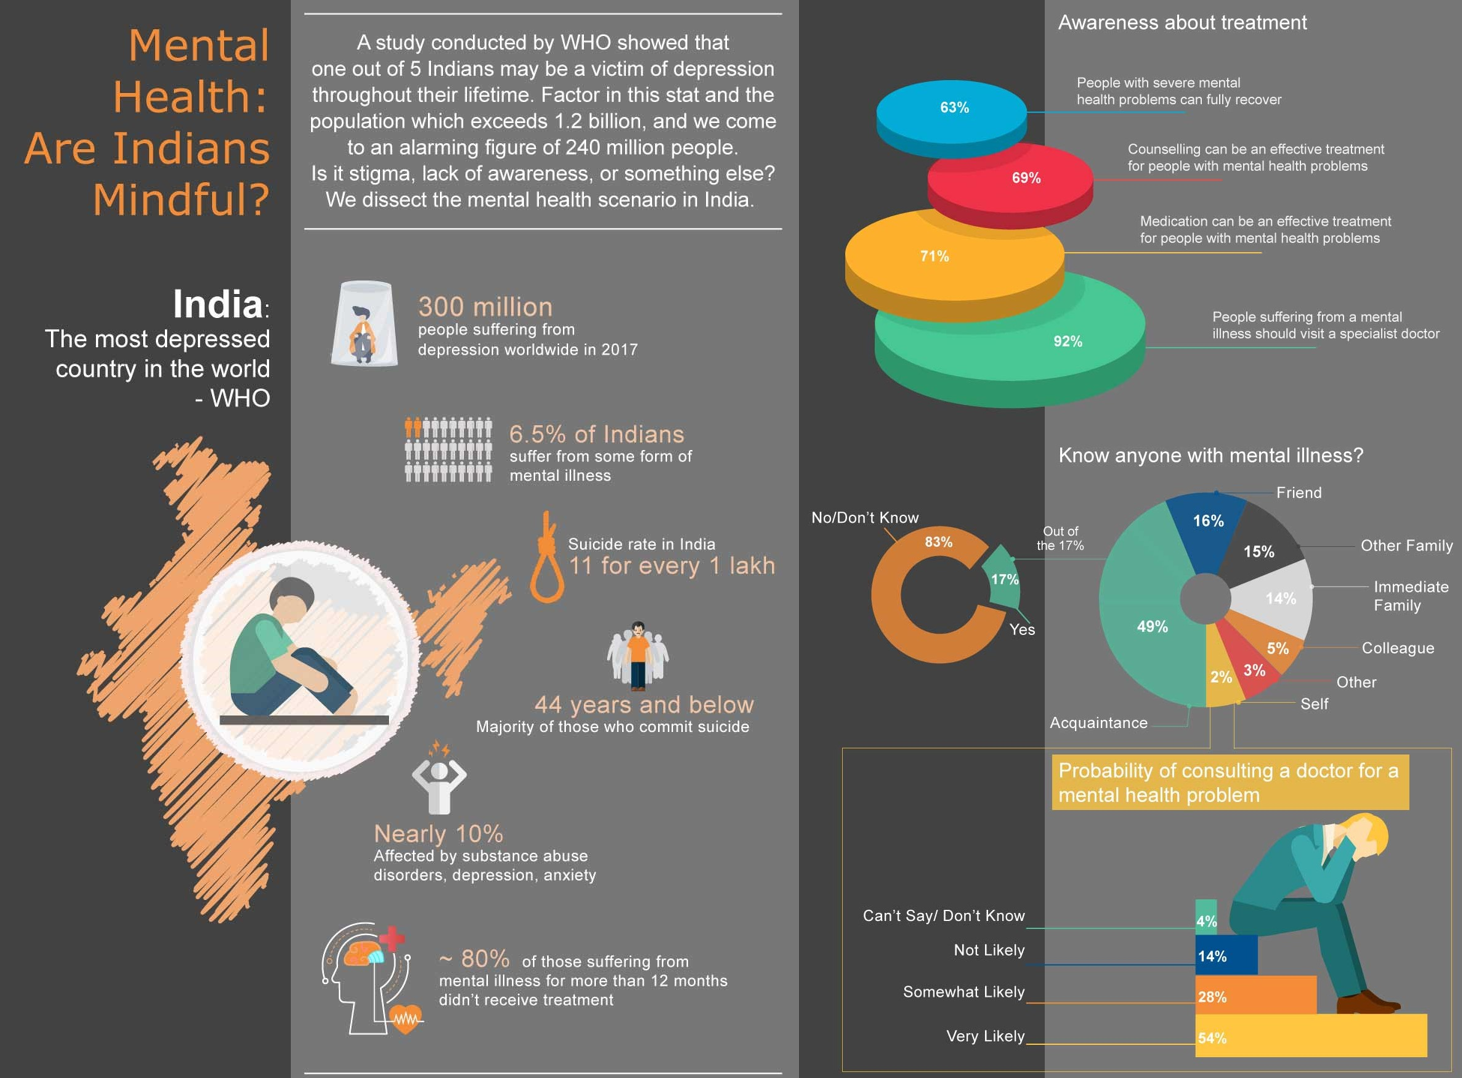 Mental
Health:
Are Indians
Mindful?
India:
The most depressed
country in the world
- WHO
A study conducted by WHO showed that
one out of 5 Indians may be a victim of depression
throughout their lifetime. Factor in this stat and the
population which exceeds 1.2 billion, and we come
to an alarming figure of 240 million people.
Is it stigma, lack of awareness, or something else?
We dissect the mental health scenario in India.
300 million
people suffering from
depression worldwide in 2017
6.5% of Indians
suffer from some form of
mental illness
Suicide rate in India
11 for every 1 lakh
44 years and below
Majority of those who commit suicide
Nearly 10%
Affected by substance abuse
disorders, depression, anxiety
~ 80% of those suffering from
mental illness for more than 12 months
didn't receive treatment
Awareness about treatment
63%
People with severe mental
health problems can fully recover
69%
Counselling can be an effective treatment
for people with mental health problems
71%
Medication can be an effective treatment
for people with mental health problems
92%
People suffering from a mental
illness should visit a specialist doctor
Know anyone with mental illness?
No/Don't Know
83%
17%
Yes
Out of
the 17%
Friend
16%
Other Family
15%
Immediate
Family
14%
Colleague
5%
Other
3%
Self
2%
Acquaintance
49%
Probability of consulting a doctor for a
mental health problem
Can't Say/ Don't Know
4%
Not Likely
14%
Somewhat Likely
28%
Very Likely
54%